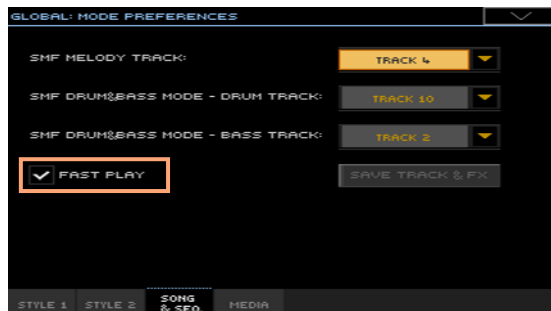 GLOBAL: MODE PREFERENCES
SMF MELODY TRACK: TRACK 4
SMF DRUM&BASS MODE - DRUM TRACK: TRACK 10
SMF DRUM&BASS MODE - BASS TRACK: TRACK 2
FAST PLAY SAVE TRACK & FX
STYLE 1 STYLE 2 SONG & SEQ MEDIA